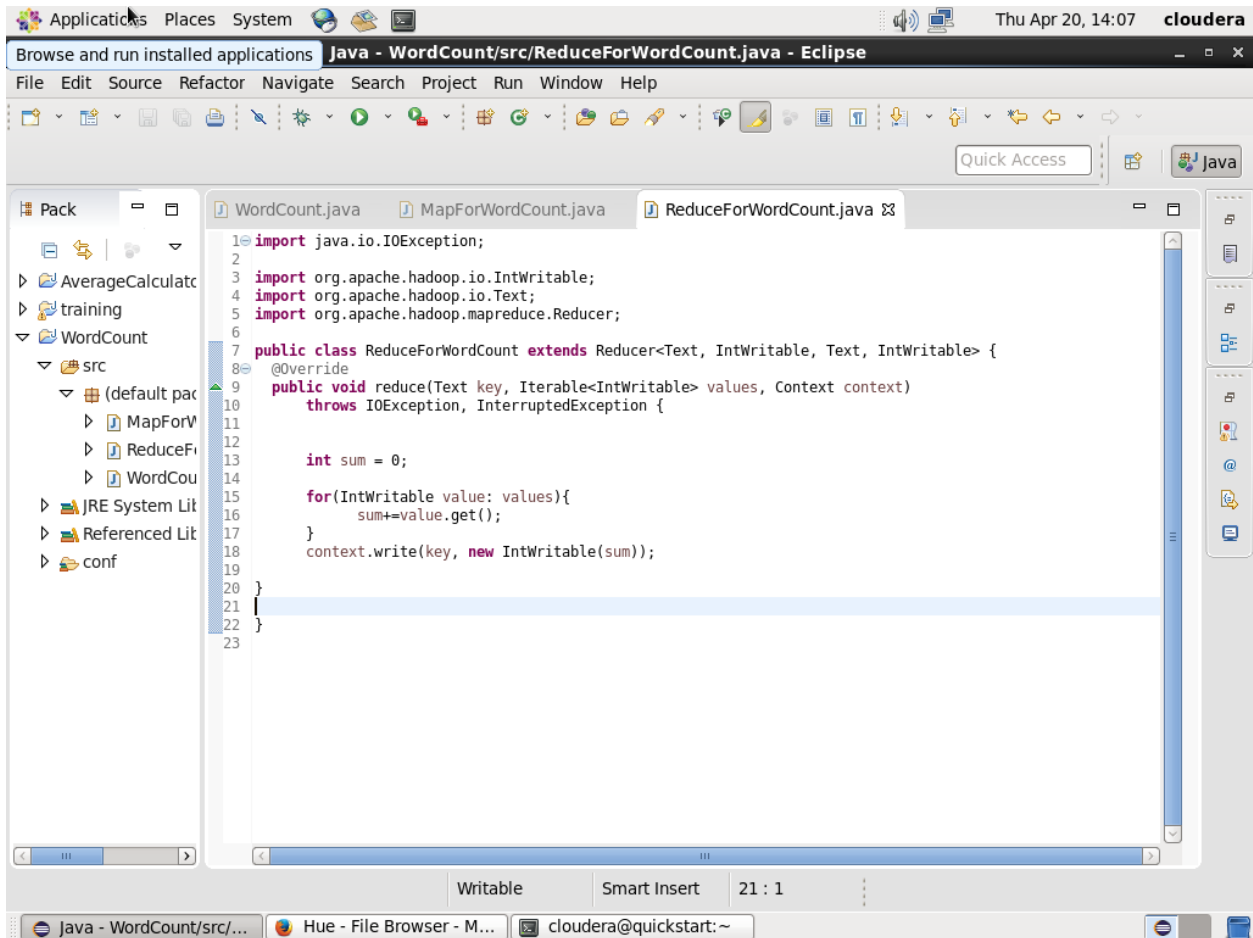 Applications Places System Thu Apr 20, 14:07 cloudera
Browse and run installed applications Java - WordCount/src/ReduceForWordCount.java - Eclipse
File Edit Source Refactor Navigate Search Project Run Window Help
Quick Access Java
Pack
AverageCalculatc
training
WordCount
src
(default pac
MapForW
ReduceF
WordCou
JRE System Lib
Referenced Lib
conf
WordCount.java MapForWordCount.java ReduceForWordCount.java
1 import java.io.IOException;
2
3 import org.apache.hadoop.io.IntWritable;
4 import org.apache.hadoop.io.Text;
5 import org.apache.hadoop.mapreduce.Reducer;
6
7 public class ReduceForWordCount extends Reducer<Text, IntWritable, Text, IntWritable> {
8 @Override
9 public void reduce(Text key, Iterable<IntWritable> values, Context context)
10 throws IOException, InterruptedException {
11
12
13 int sum = 0;
14
15 for(IntWritable value: values){
16 sum+=value.get();
17 }
18 context.write(key, new IntWritable(sum));
19
20 }
21
22 }
23
Writable Smart Insert 21 : 1
Java - WordCount/src/... Hue - File Browser - M... cloudera@quickstart:~